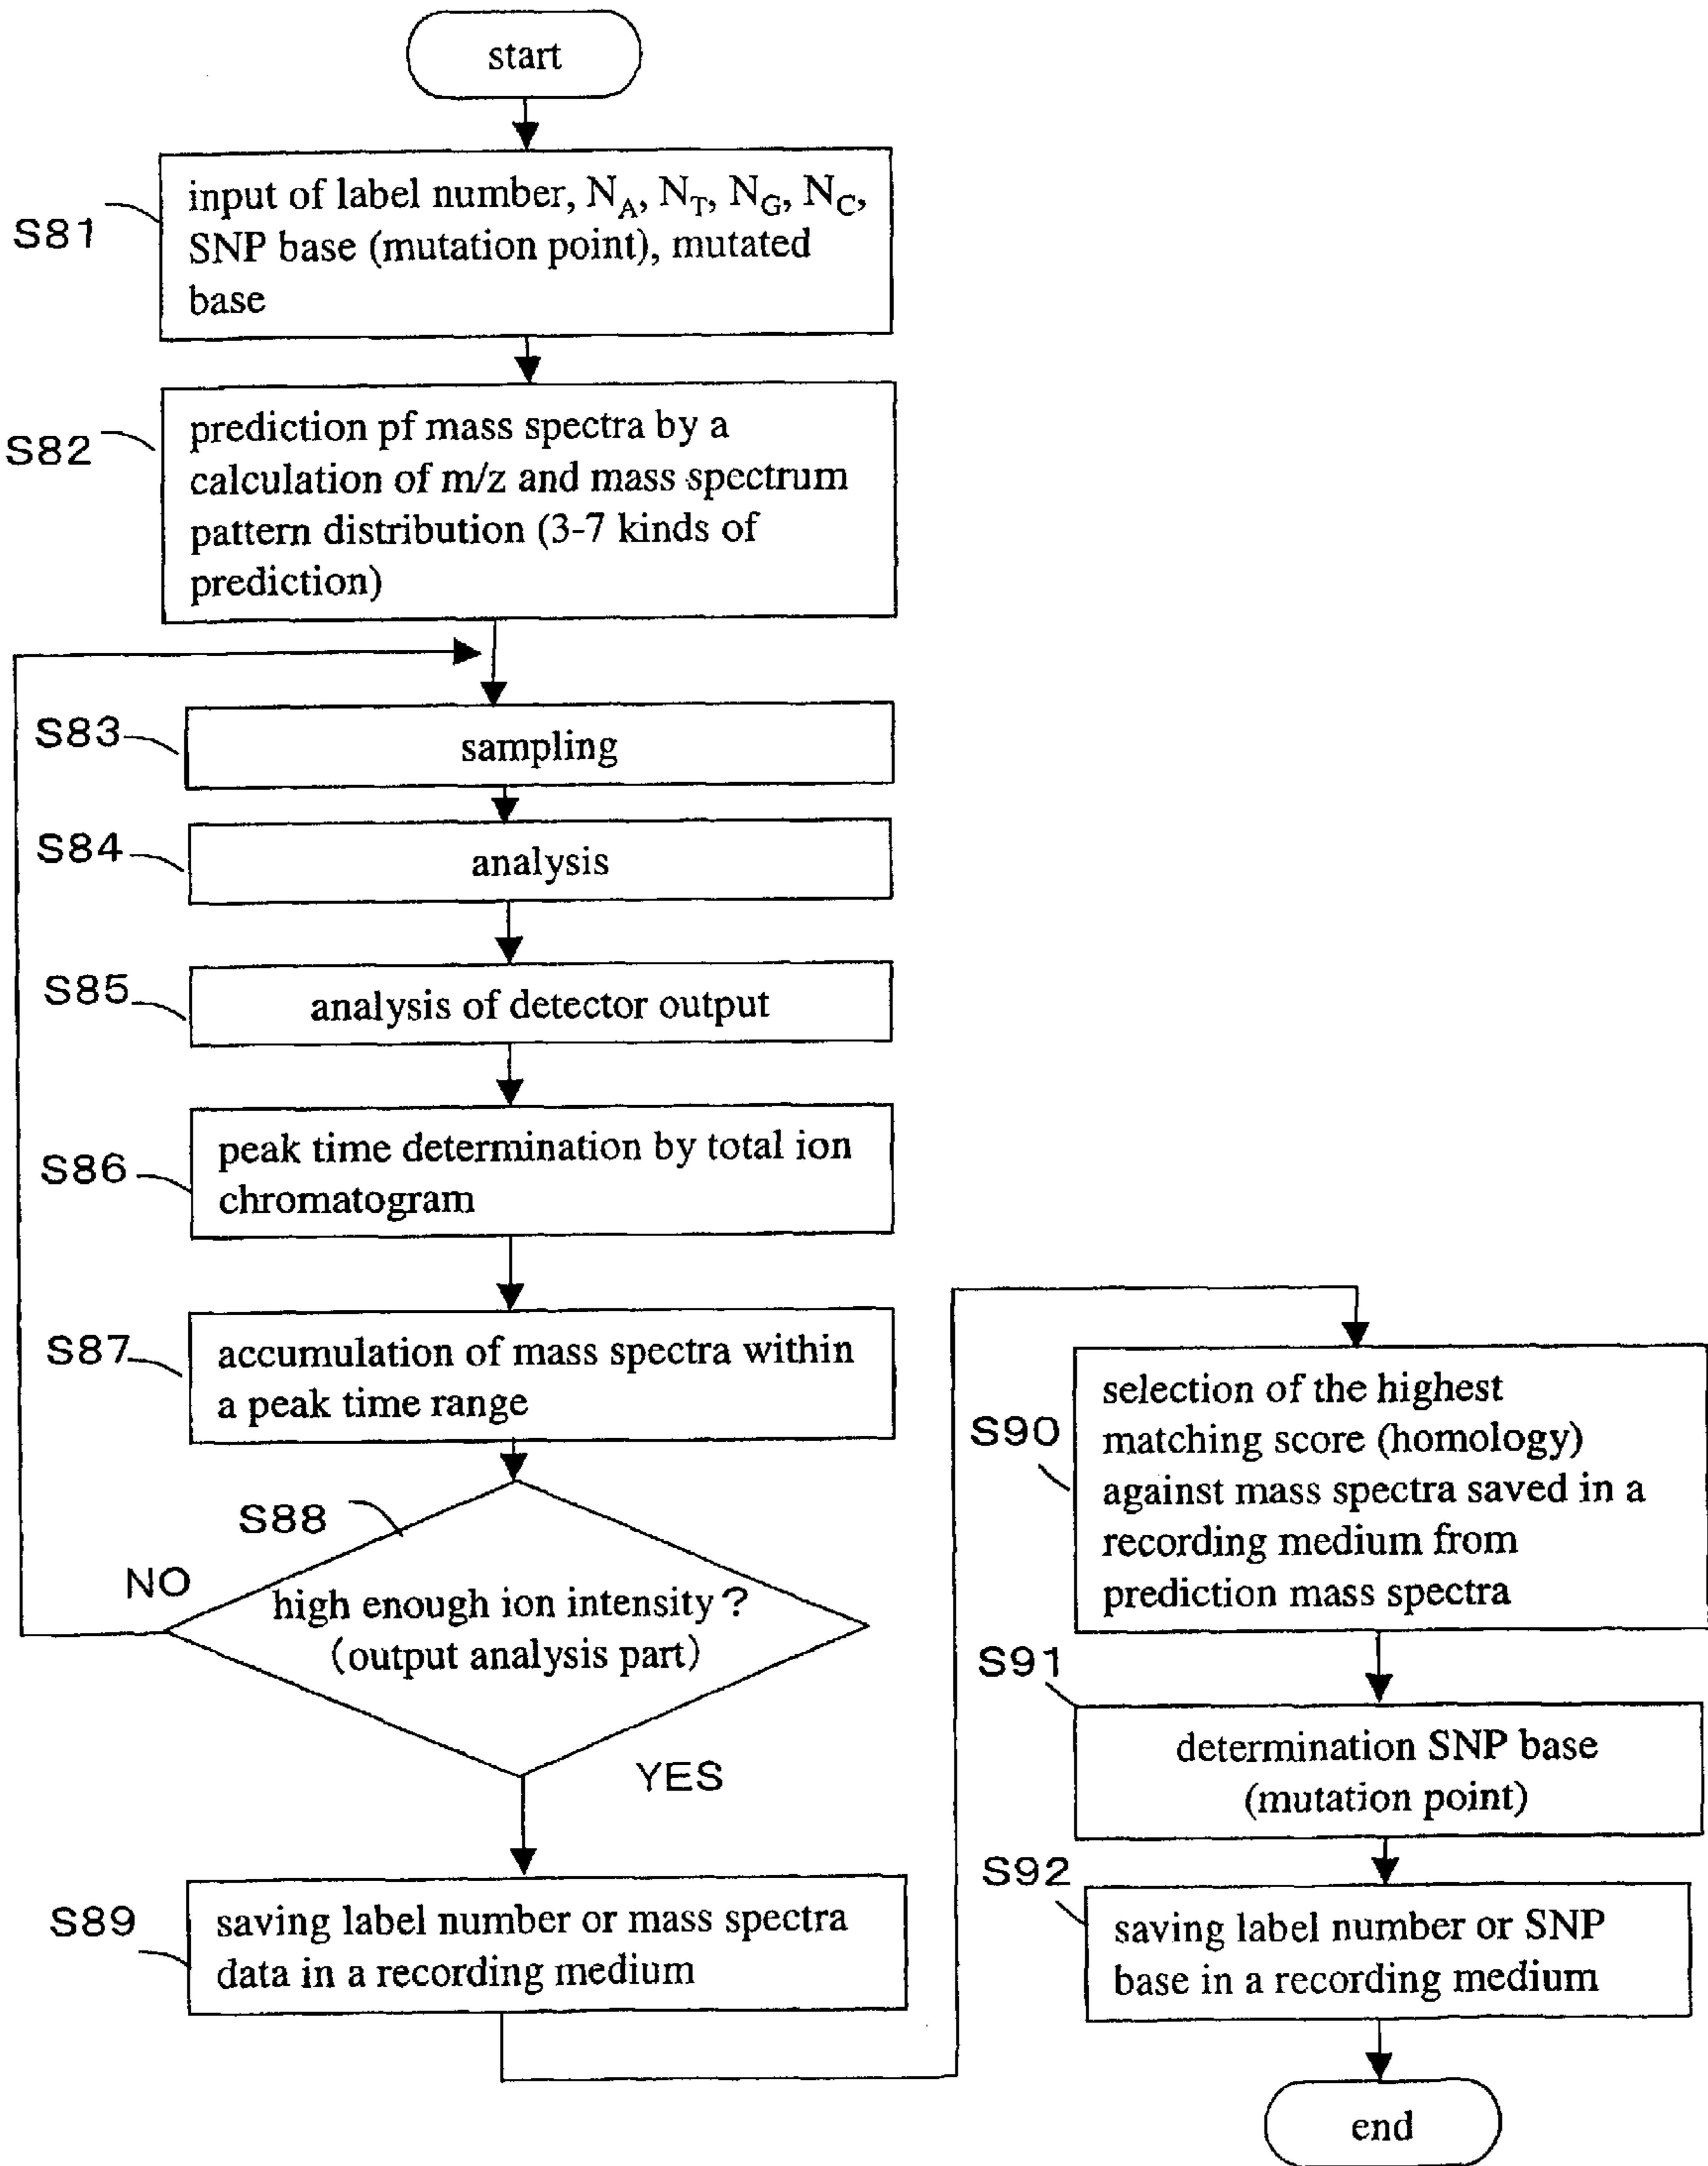 start
S81
input of label number, N_A, N_T, N_G, N_C,
SNP base (mutation point), mutated
base
S82
prediction pf mass spectra by a
calculation of m/z and mass spectrum
pattern distribution (3-7 kinds of
prediction)
S83
sampling
S84
analysis
S85
analysis of detector output
S86
peak time determination by total ion
chromatogram
S87
accumulation of mass spectra within
a peak time range
S88
NO
high enough ion intensity?
(output analysis part)
YES
S89
saving label number or mass spectra
data in a recording medium
S90
selection of the highest
matching score (homology)
against mass spectra saved in a
recording medium from
prediction mass spectra
S91
determination SNP base
(mutation point)
S92
saving label number or SNP
base in a recording medium
end